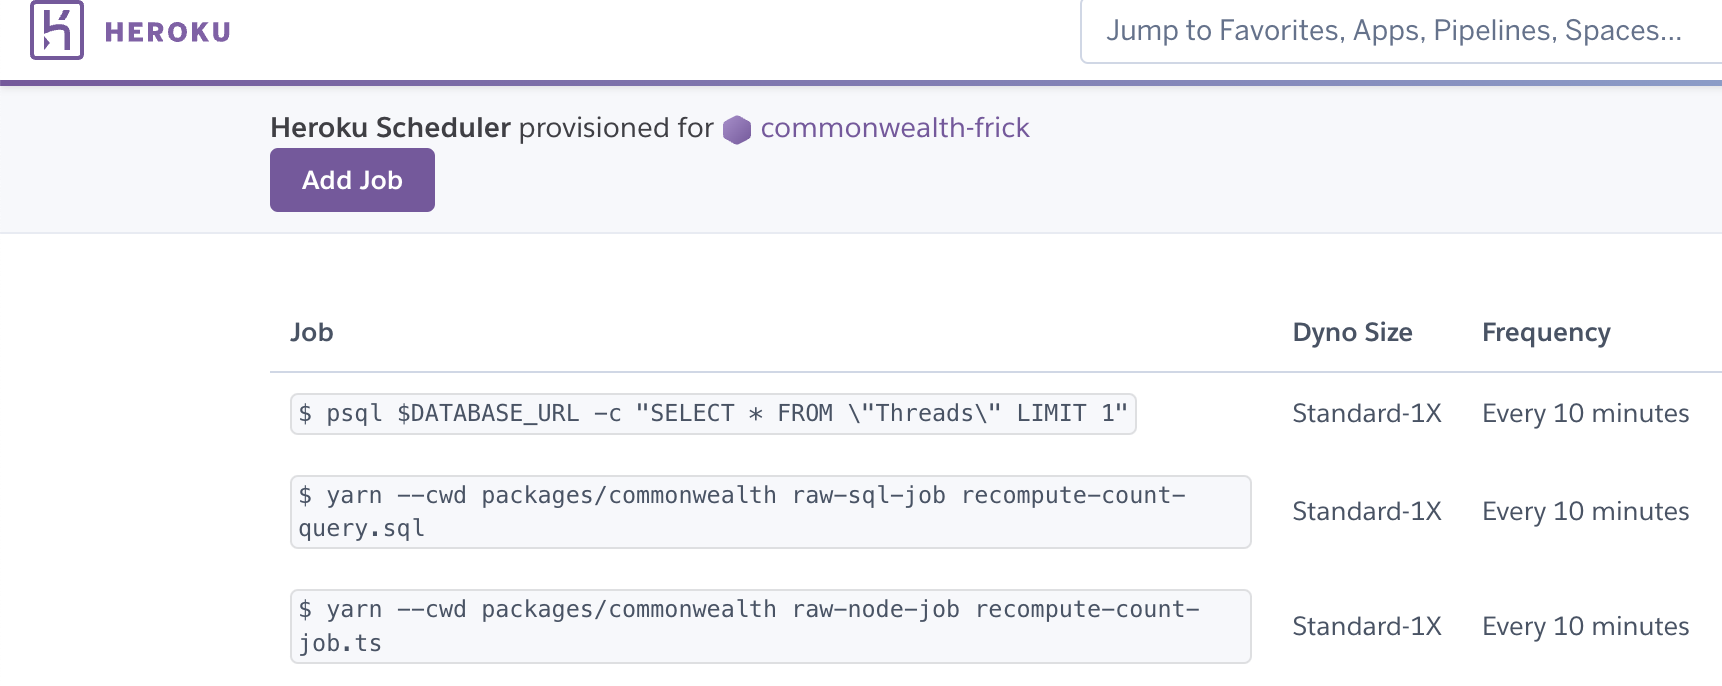 HEROKU
Jump to Favorites, Apps, Pipelines, Spaces...
Heroku Scheduler provisioned for commonwealth-frick
Add Job
Job Dyno Size Frequency
$ psql $DATABASE_URL -c "SELECT * FROM \"Threads\" LIMIT 1" Standard-1X Every 10 minutes
$ yarn --cwd packages/commonwealth raw-sql-job recompute-count-
query.sql
Standard-1X Every 10 minutes
$ yarn --cwd packages/commonwealth raw-node-job recompute-count-
job.ts
Standard-1X Every 10 minutes